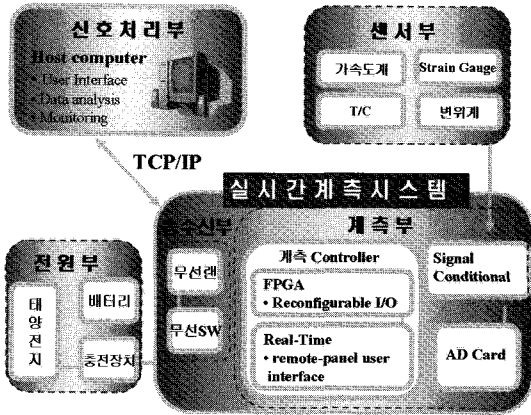 신호처리부
Host computer
• User Interface
• Data analysis
• Monitoring
센서부
가속도계
Strain Gauge
T/C
변위계
TCP/IP
실시간계측시스템
송수신부
무선랜
무선SW
계측부
계측 Controller
FPGA
• Reconfigurable I/O
Real-Time
• remote-panel user
interface
Signal
Conditional
AD Card
전원부
태양전지
배터리
충전장치